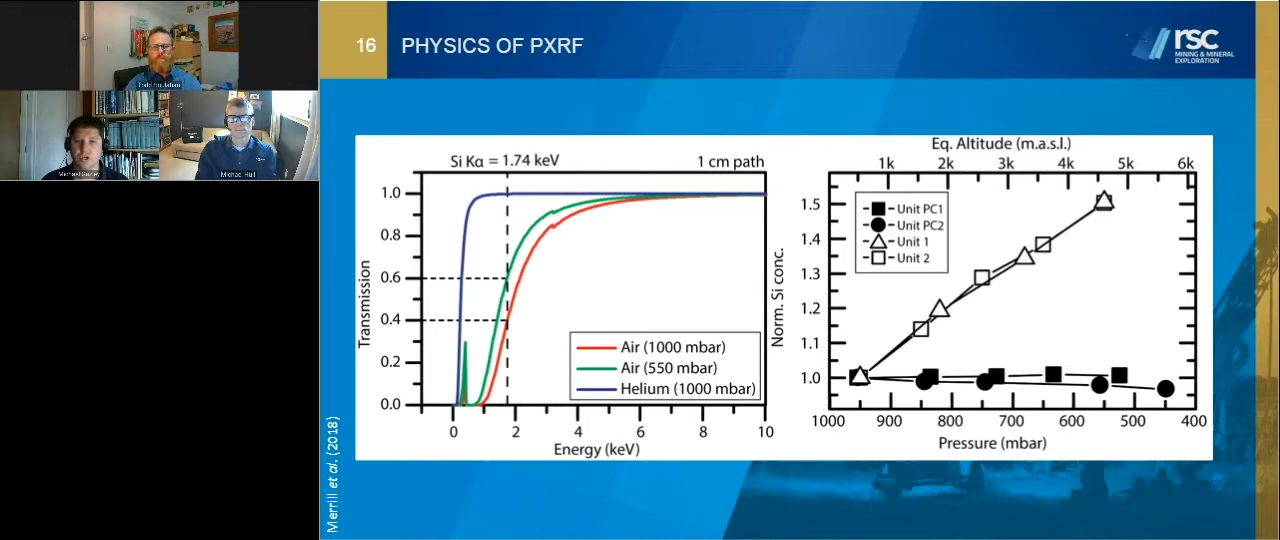 Todd Houlahan
Michael Gazley
Michael Hull
16
PHYSICS OF PXRF
rsc
MINING & MINERAL
EXPLORATION
Si Kα = 1.74 keV
1 cm path
Transmission
1.0
0.8
0.6
0.4
0.2
0.0
0
2
4
6
8
10
Energy (keV)
Air (1000 mbar)
Air (550 mbar)
Helium (1000 mbar)
Eq. Altitude (m.a.s.l.)
1k
2k
3k
4k
5k
6k
Norm. Si conc.
1.5
1.4
1.3
1.2
1.1
1.0
Unit PC1
Unit PC2
Unit 1
Unit 2
1000
900
800
700
600
500
400
Pressure (mbar)
Merrill et al. (2018)